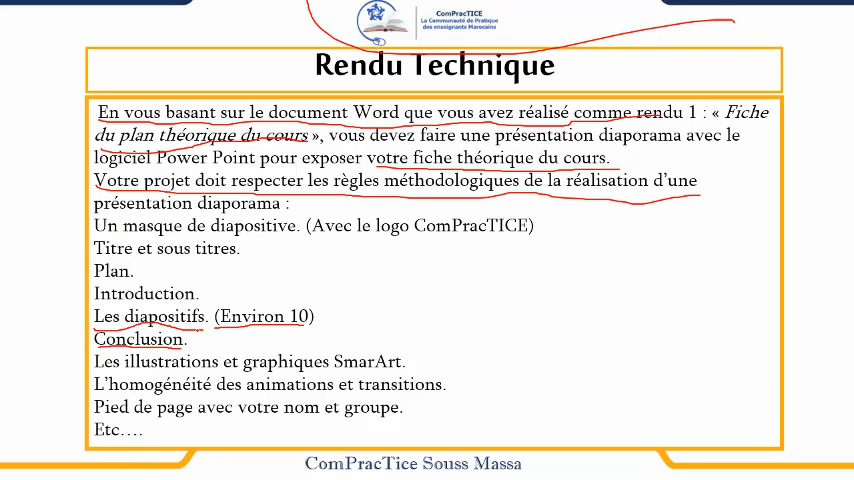 ComPracTICE
La Communauté de Pratique
des enseignants Marocains
Rendu Technique
En vous basant sur le document Word que vous avez réalisé comme rendu 1 : « Fiche
du plan théorique du cours », vous devez faire une présentation diaporama avec le
logiciel Power Point pour exposer votre fiche théorique du cours.
Votre projet doit respecter les règles méthodologiques de la réalisation d'une
présentation diaporama :
Un masque de diapositive. (Avec le logo ComPracTICE)
Titre et sous titres.
Plan.
Introduction.
Les diapositifs. (Environ 10)
Conclusion.
Les illustrations et graphiques SmarArt.
L'homogénéité des animations et transitions.
Pied de page avec votre nom et groupe.
Etc….
ComPracTice Souss Massa